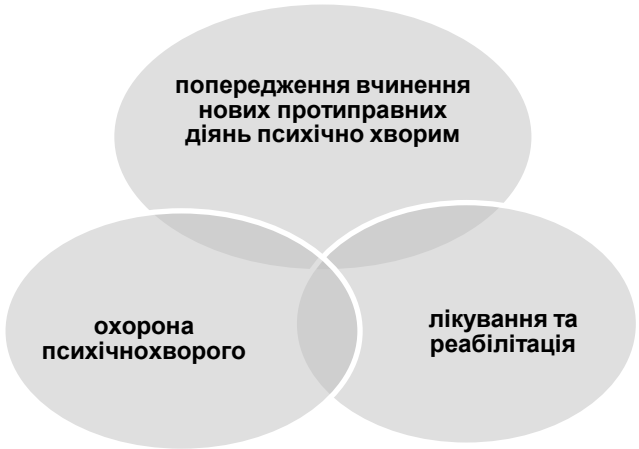 попередження вчинення
нових протиправних
діянь психічно хворим
охорона
психічнохворого
лікування та
реабілітація